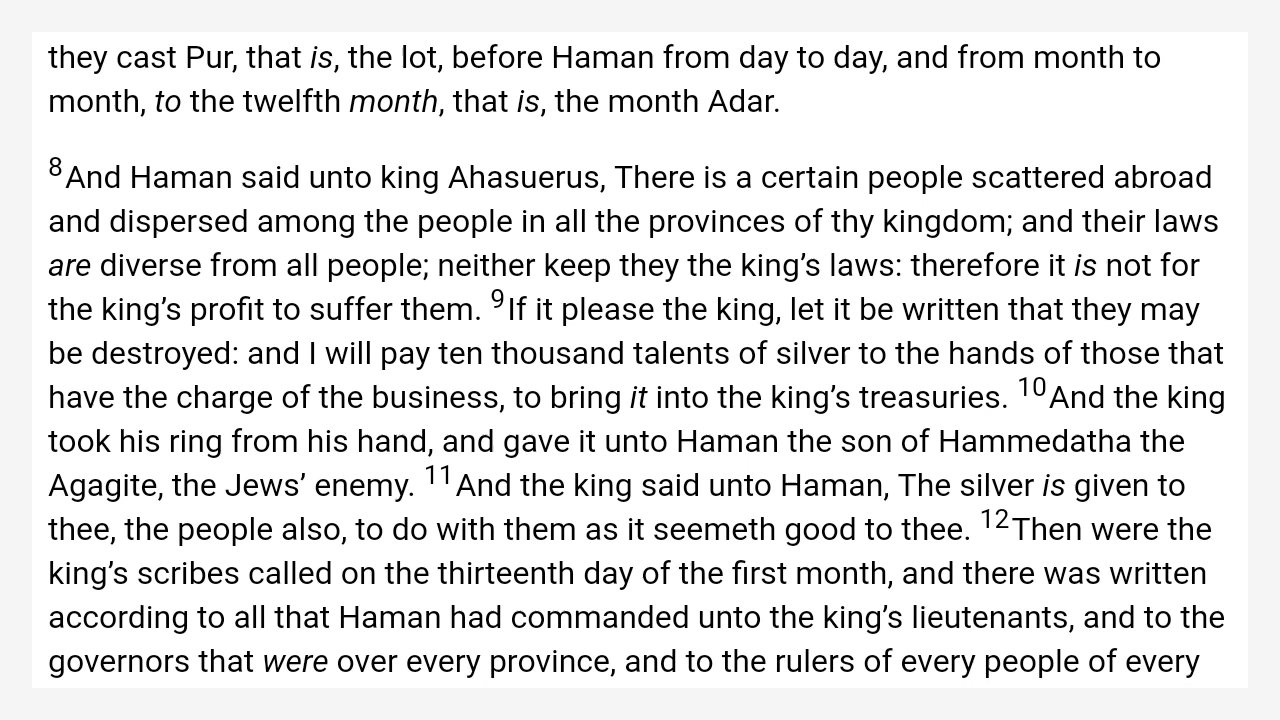 they cast Pur, that is, the lot, before Haman from day to day, and from month to
month, to the twelfth month, that is, the month Adar.
8And Haman said unto king Ahasuerus, There is a certain people scattered abroad
and dispersed among the people in all the provinces of thy kingdom; and their laws
are diverse from all people; neither keep they the king’s laws: therefore it is not for
the king’s profit to suffer them. 9If it please the king, let it be written that they may
be destroyed: and I will pay ten thousand talents of silver to the hands of those that
have the charge of the business, to bring it into the king’s treasuries. 10And the king
took his ring from his hand, and gave it unto Haman the son of Hammedatha the
Agagite, the Jews’ enemy. 11And the king said unto Haman, The silver is given to
thee, the people also, to do with them as it seemeth good to thee. 12Then were the
king’s scribes called on the thirteenth day of the first month, and there was written
according to all that Haman had commanded unto the king’s lieutenants, and to the
governors that were over every province, and to the rulers of every people of every